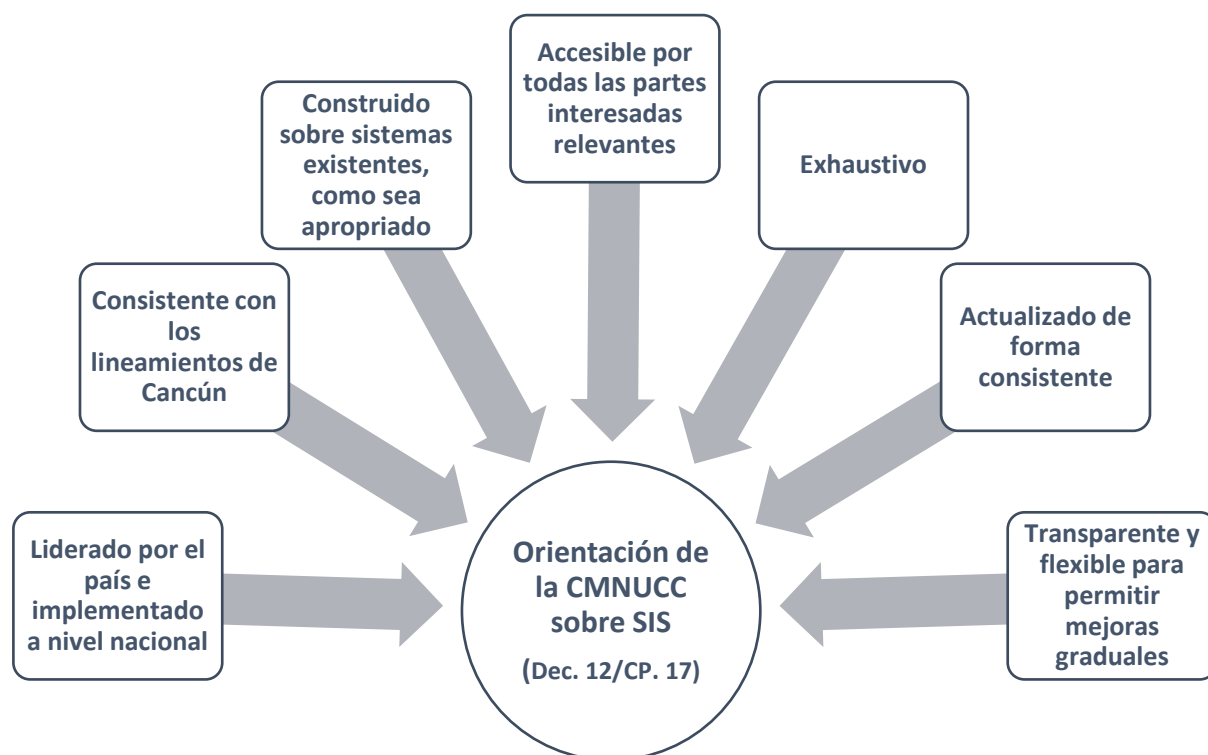 Liderado por el
país e
implementado
a nivel nacional
Consistente con
los
lineamientos de
Cancún
Construido
sobre sistemas
existentes,
como sea
apropiado
Accesible por
todas las partes
interesadas
relevantes
Exhaustivo
Actualizado de
forma
consistente
Transparente y
flexible para
permitir
mejoras
graduales
Orientación de
la CMNUCC
sobre SIS
(Dec. 12/CP. 17)